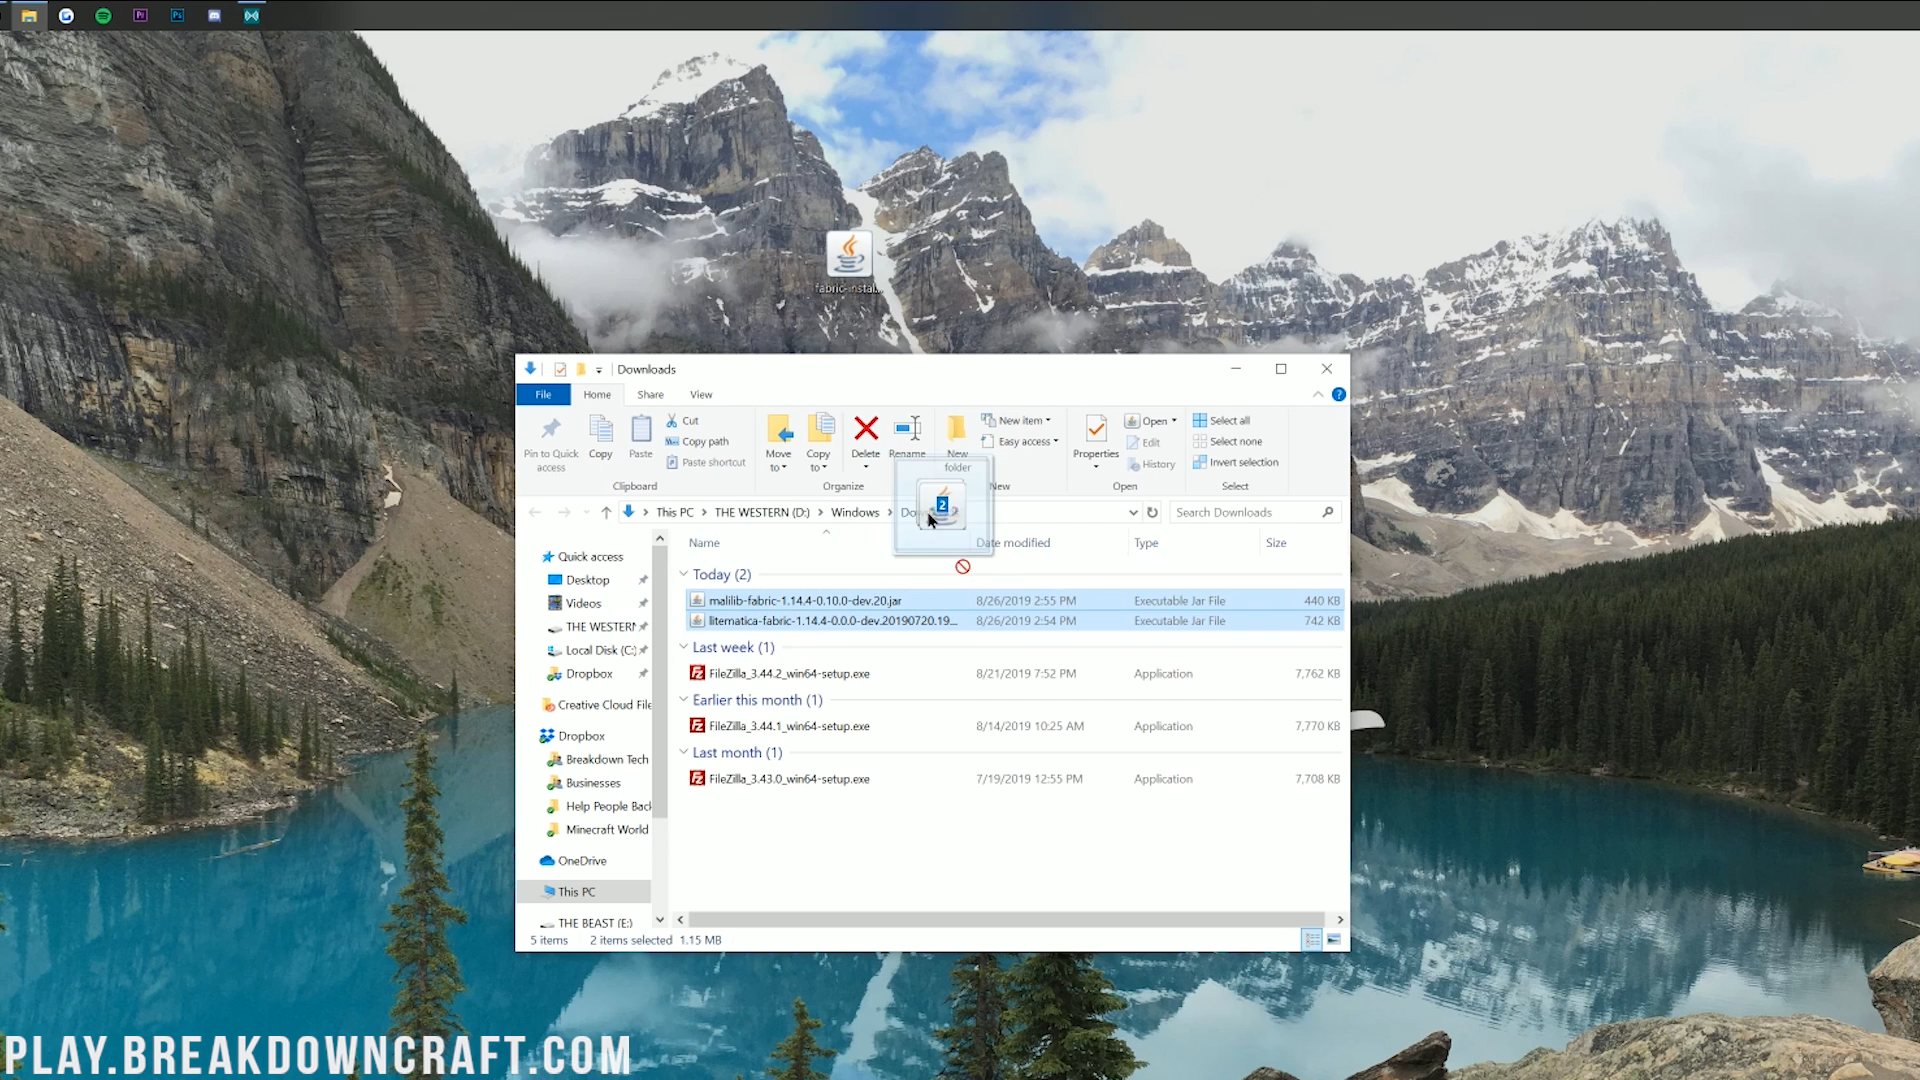 fabric-instal...
Downloads
File
Home
Share
View
Pin to Quick access
Copy
Paste
Cut
Copy path
Paste shortcut
Clipboard
Move to
Copy to
Delete
Rename
Organize
New folder
New item
Easy access
New
Properties
Open
Edit
History
Open
Select all
Select none
Invert selection
Select
This PC > THE WESTERN (D:) > Windows >
2
Search Downloads
Name
Date modified
Type
Size
Quick access
Desktop
Videos
THE WESTERN
Local Disk (C:)
Dropbox
Creative Cloud File
Dropbox
Breakdown Tech
Businesses
Help People Back
Minecraft World
OneDrive
This PC
THE BEAST (E:)
Today (2)
malilib-fabric-1.14.4-0.10.0-dev.20.jar 8/26/2019 2:55 PM Executable Jar File 440 KB
litematica-fabric-1.14.4-0.0.0-dev.20190720.19... 8/26/2019 2:54 PM Executable Jar File 742 KB
Last week (1)
FileZilla_3.44.2_win64-setup.exe 8/21/2019 7:52 PM Application 7,762 KB
Earlier this month (1)
FileZilla_3.44.1_win64-setup.exe 8/14/2019 10:25 AM Application 7,770 KB
Last month (1)
FileZilla_3.43.0_win64-setup.exe 7/19/2019 12:55 PM Application 7,708 KB
5 items 2 items selected 1.15 MB
PLAY.BREAKDOWNCRAFT.COM